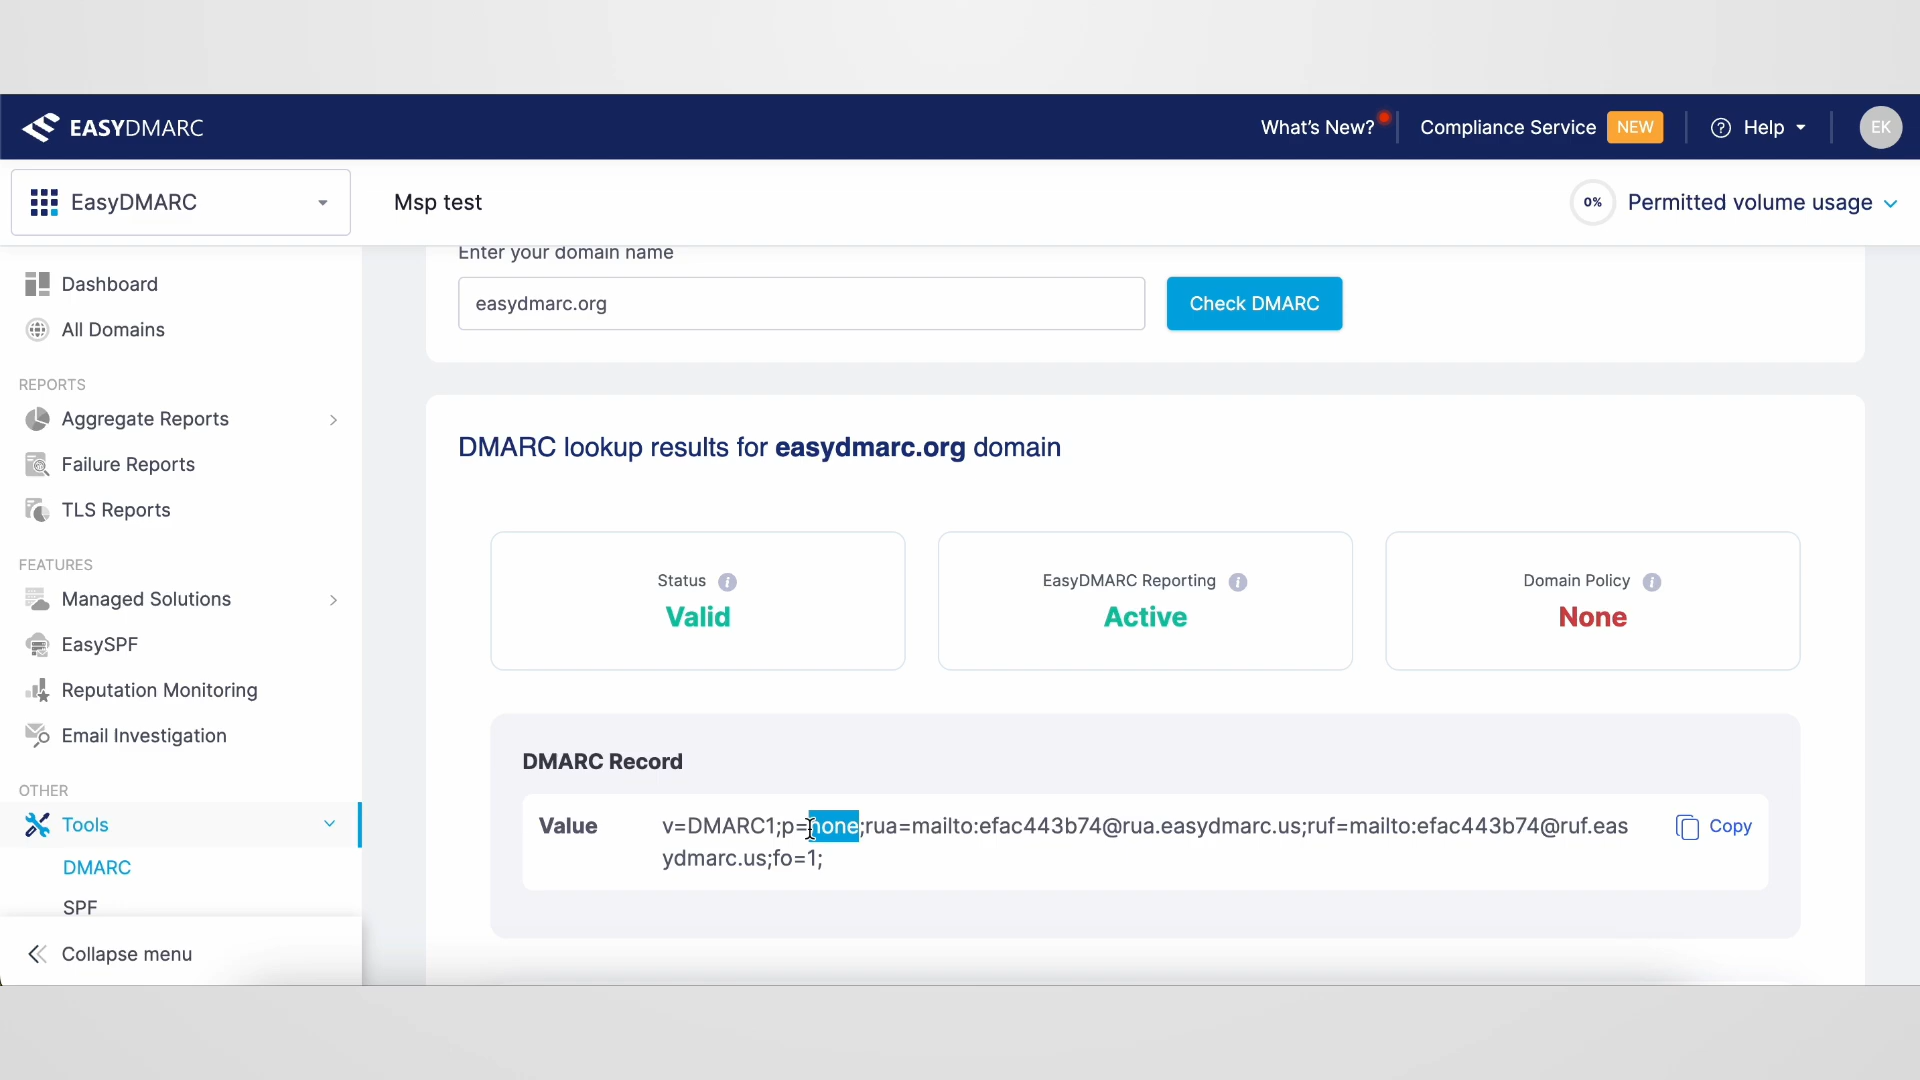 EASYDMARC
What's New?
Compliance Service NEW
Help
EK
EasyDMARC
Msp test
0%
Permitted volume usage
Dashboard
All Domains
REPORTS
Aggregate Reports
Failure Reports
TLS Reports
FEATURES
Managed Solutions
EasySPF
Reputation Monitoring
Email Investigation
OTHER
Tools
DMARC
SPF
Collapse menu
Enter your domain name
easydmarc.org
Check DMARC
DMARC lookup results for easydmarc.org domain
Status
Valid
EasyDMARC Reporting
Active
Domain Policy
None
DMARC Record
Value
v=DMARC1;p=none;rua=mailto:efac443b74@rua.easydmarc.us;ruf=mailto:efac443b74@ruf.eas
ydmarc.us;fo=1;
Copy